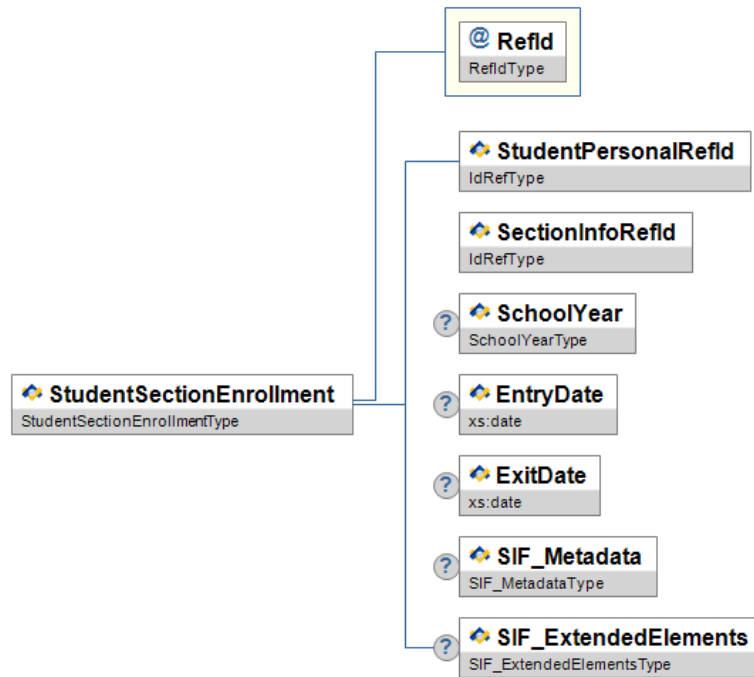 @ RefId
RefIdType
StudentPersonalRefId
IdRefType
SectionInfoRefId
IdRefType
? SchoolYear
SchoolYearType
StudentSectionEnrollment
StudentSectionEnrollmentType
? EntryDate
xs:date
? ExitDate
xs:date
? SIF_Metadata
SIF_MetadataType
? SIF_ExtendedElements
SIF_ExtendedElementsType